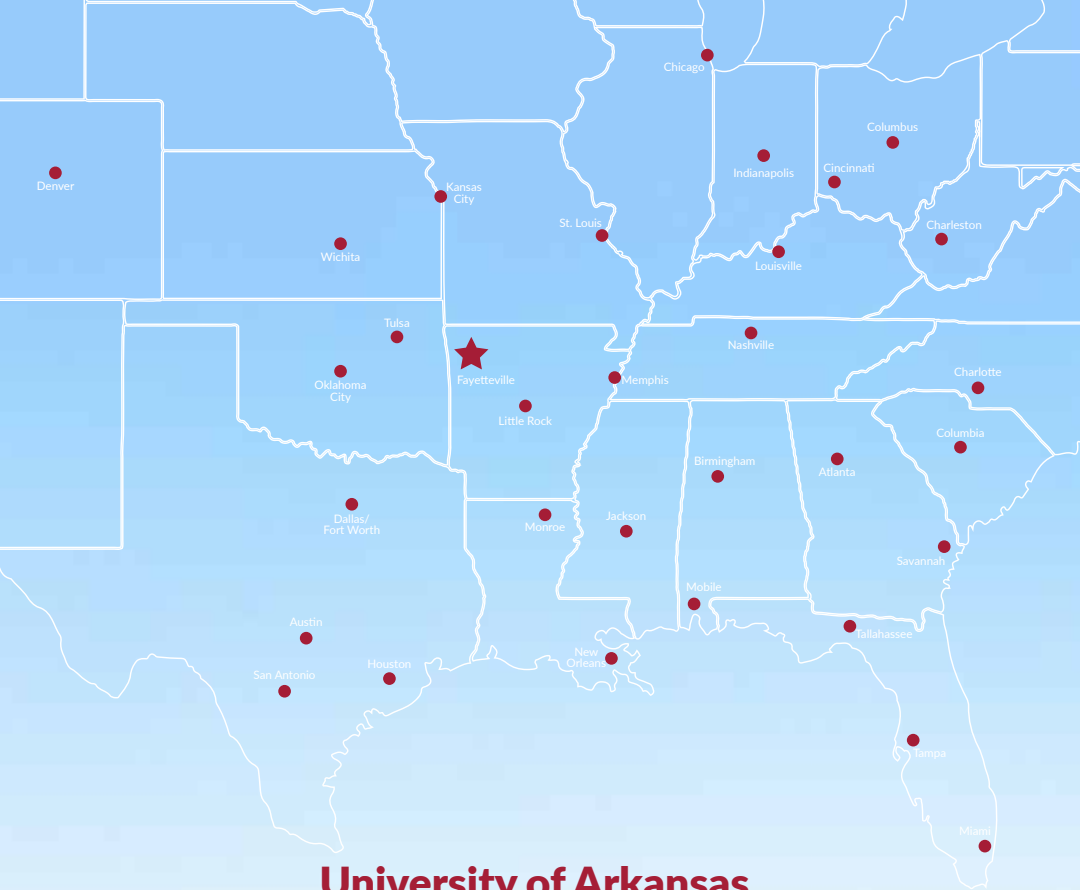 Chicago
Columbus
Indianapolis
Cincinnati
Denver
Kansas
City
St. Louis
Charleston
Wichita
Louisville
Tulsa
Nashville
Fayetteville
Memphis
Charlotte
Oklahoma
City
Little Rock
Columbia
Birmingham
Atlanta
Dallas/
Fort Worth
Monroe
Jackson
Savannah
Mobile
Austin
Tallahassee
New
Orleans
Houston
San Antonio
Tampa
Miami
University of Arkansas